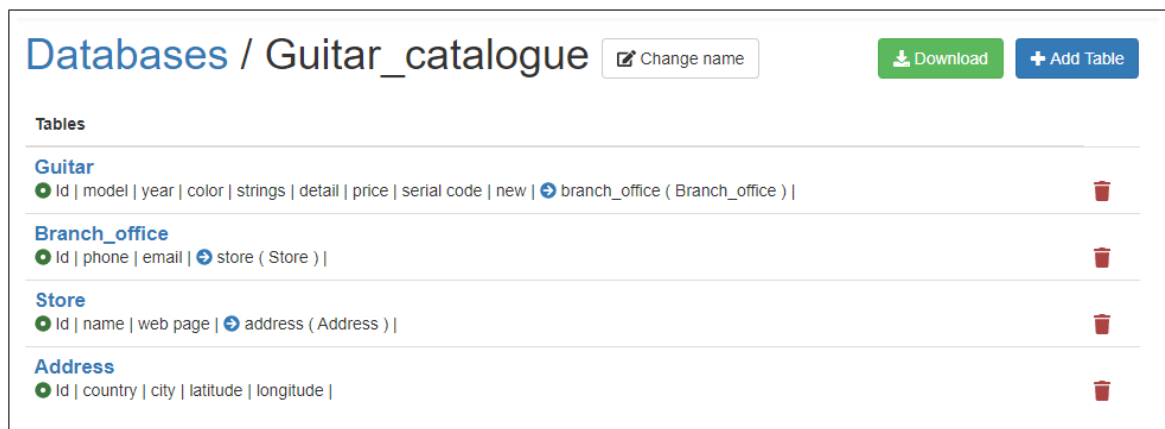 Databases / Guitar_catalogue Change name Download Add Table
Tables
Guitar
Id | model | year | color | strings | detail | price | serial code | new | branch_office ( Branch_office ) |
Branch_office
Id | phone | email | store ( Store ) |
Store
Id | name | web page | address ( Address ) |
Address
Id | country | city | latitude | longitude |